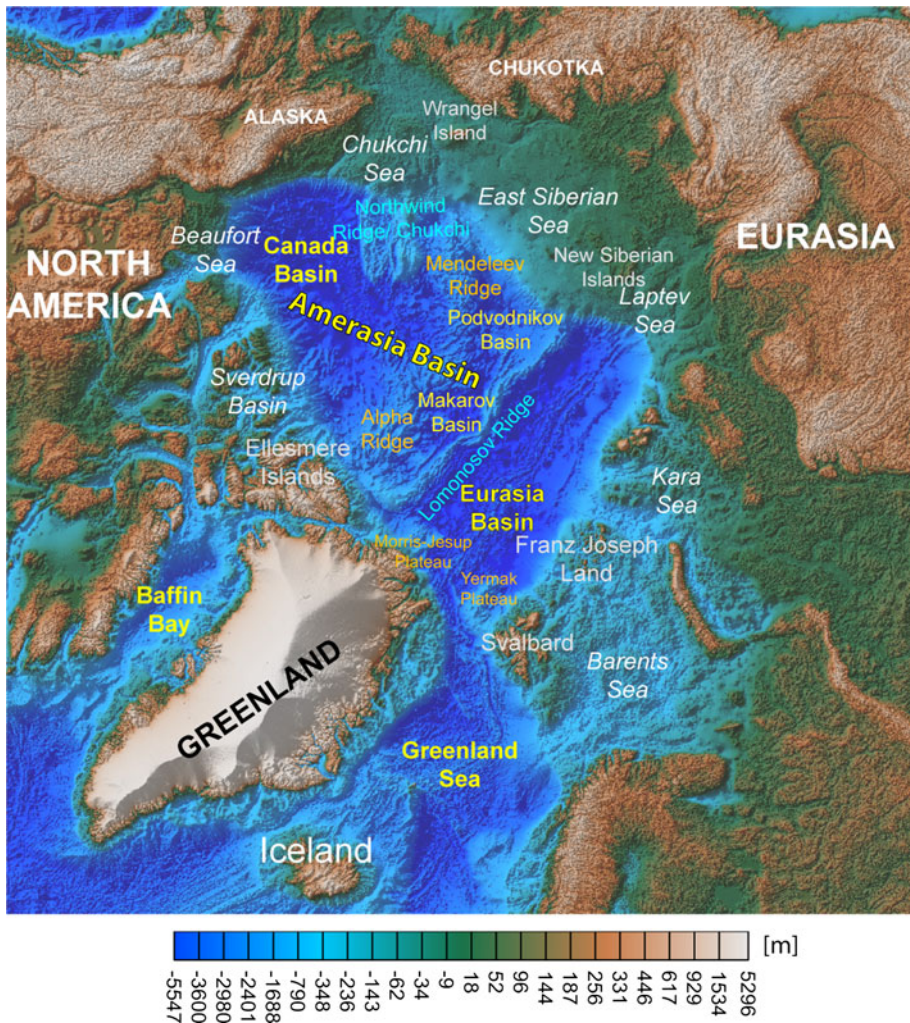 CHUKOTKA
Wrangel
Island
ALASKA
Chukchi
Sea
East Siberian
Sea
Northwind
Ridge/ Chukchi
EURASIA
Beaufort
Sea
Canada
Basin
NORTH
AMERICA
New Siberian
Islands
Mendeleev
Ridge
Laptev
Sea
Podvodnikov
Basin
Amerasia Basin
Sverdrup
Basin
Makarov
Basin
Alpha
Ridge
Lomonosov Ridge
Ellesmere
Islands
Kara
Sea
Eurasia
Basin
Morris-Jesup
Plateau
Franz Joseph
Land
Yermak
Plateau
Baffin
Bay
Svalbard
Barents
Sea
GREENLAND
Greenland
Sea
Iceland
[m]
-5547
-3600
-2980
-2401
-1688
-790
-348
-236
-143
-62
-34
-9
18
52
96
144
187
256
331
446
617
929
1534
5296